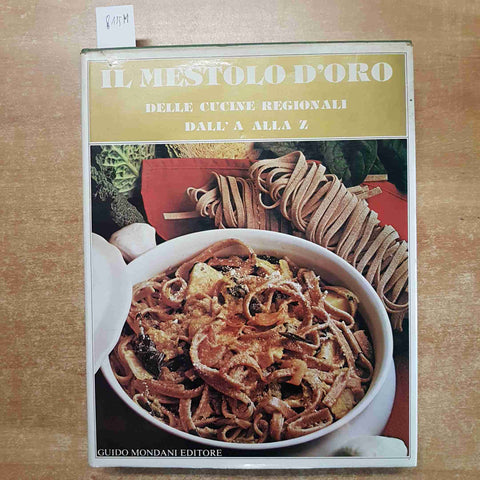 IL MESTOLO D'ORO
DELLE CUCINE REGIONALI
DALL'A ALLA Z
GUIDO MONDANI EDITORE